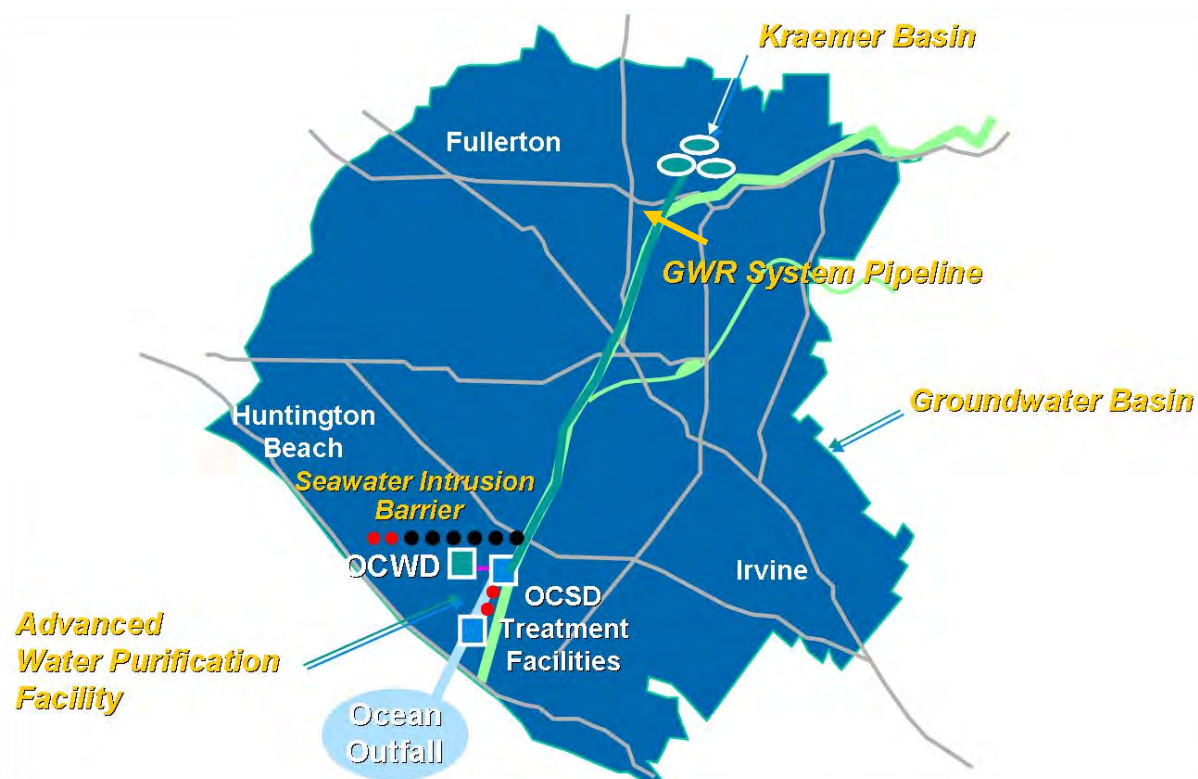 Kraemer Basin
Fullerton
GWR System Pipeline
Groundwater Basin
Huntington
Beach
Seawater Intrusion
Barrier
OCWD
Irvine
OCSD
Treatment
Facilities
Advanced
Water Purification
Facility
Ocean
Outfall